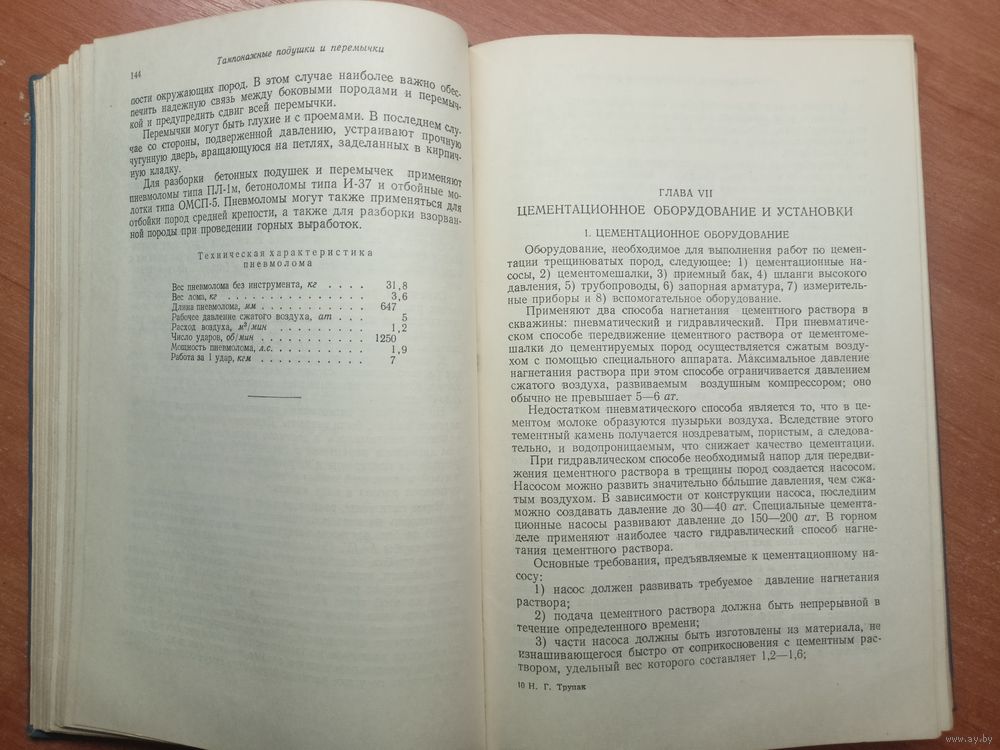 144
Тампонажные подушки и перемычки
ности окружающих пород. В этом случае наиболее важно обес-
печить надежную связь между боковыми породами и перемыч-
кой и предупредить сдвиг всей перемычки.
Перемычки могут быть глухие и с проемами. В последнем слу-
чае со стороны, подверженной давлению, устраивают прочную
чугунную дверь, вращающуюся на петлях, заделанных в кирпич-
ную кладку.
Для разборки бетонных подушек и перемычек применяют
пневмоломы типа ПЛ-1м, бетоноломы типа И-37 и отбойные мо-
лотки типа ОМСП-5. Пневмоломы могут также применяться для
отбойки пород средней крепости, а также для разборки взорван-
ной породы при проведении горных выработок.
Техническая характеристика
пневмолома
Вес пневмолома без инструмента, кг . . . . 31,8
Вес лома, кг . . . . . . . . . . . . . . 3,6
Длина пневмолома, мм . . . . . . . . . . 647
Рабочее давление сжатого воздуха, ат . . . 5
Расход воздуха, м³/мин . . . . . . . . . 1,2
Число ударов, об/мин . . . . . . . . . . . 1250
Мощность пневмолома, л.с. . . . . . . . . . 1,9
Работа за 1 удар, кгм . . . . . . . . . . . 7
ГЛАВА VII
ЦЕМЕНТАЦИОННОЕ ОБОРУДОВАНИЕ И УСТАНОВКИ
1. ЦЕМЕНТАЦИОННОЕ ОБОРУДОВАНИЕ
Оборудование, необходимое для выполнения работ по цемен-
тации трещиноватых пород, следующее: 1) цементационные на-
сосы, 2) цементомешалки, 3) приемный бак, 4) шланги высокого
давления, 5) трубопроводы, 6) запорная арматура, 7) измеритель-
ные приборы и 8) вспомогательное оборудование.
Применяют два способа нагнетания цементного раствора в
скважины: пневматический и гидравлический. При пневматиче-
ском способе передвижение цементного раствора от цементоме-
шалки до цементируемых пород осуществляется сжатым возду-
хом с помощью специального аппарата. Максимальное давление
нагнетания раствора при этом способе ограничивается давлением
сжатого воздуха, развиваемым воздушным компрессором; оно
обычно не превышает 5—6 ат.
Недостатком пневматического способа является то, что в це-
ментном молоке образуются пузырьки воздуха. Вследствие этого
тементный камень получается ноздреватым, пористым, а следова-
тельно, и водопроницаемым, что снижает качество цементации.
При гидравлическом способе необходимый напор для передви-
жения цементного раствора в трещины пород создается насосом.
Насосом можно развить значительно бо́льшие давления, чем сжа-
тым воздухом. В зависимости от конструкции насоса, последним
можно создавать давление до 30—40 ат. Специальные цемента-
ционные насосы развивают давление до 150—200 ат. В горном
деле применяют наиболее часто гидравлический способ нагне-
тания цементного раствора.
Основные требования, предъявляемые к цементационному на-
сосу:
1) насос должен развивать требуемое давление нагнетания
раствора;
2) подача цементного раствора должна быть непрерывной в
течение определенного времени;
3) части насоса должны быть изготовлены из материала, не
изнашивающегося быстро от соприкосновения с цементным рас-
твором, удельный вес которого составляет 1,2—1,6;
10 Н. Г. Трупак
www.ay.by